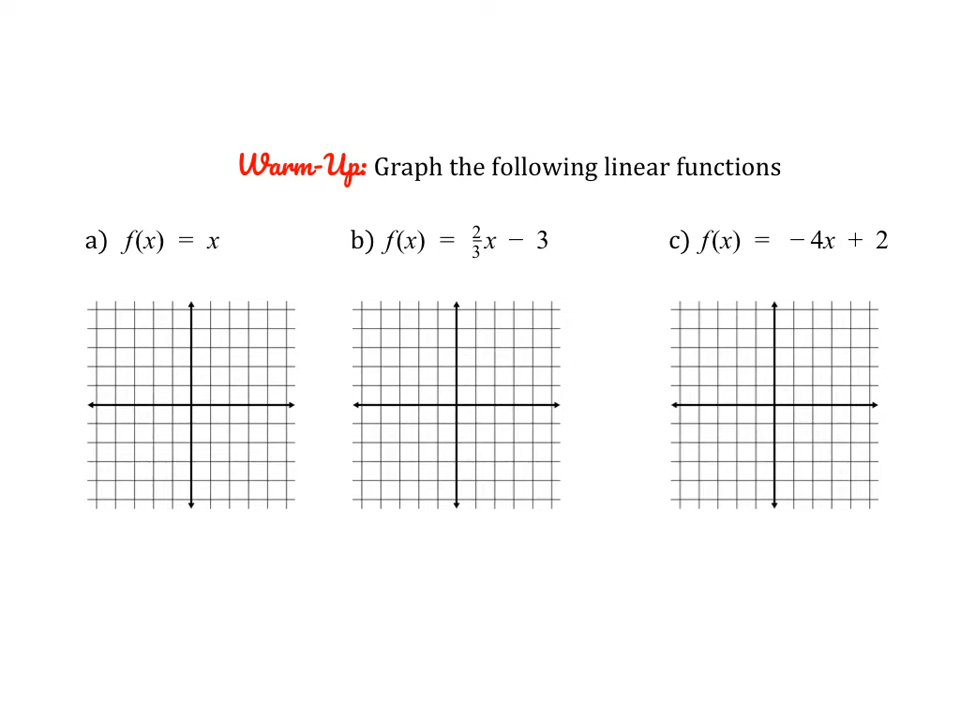 Warm-Up: Graph the following linear functions
a) f(x) = x b) f(x) = 2/3x − 3 c) f(x) = −4x + 2